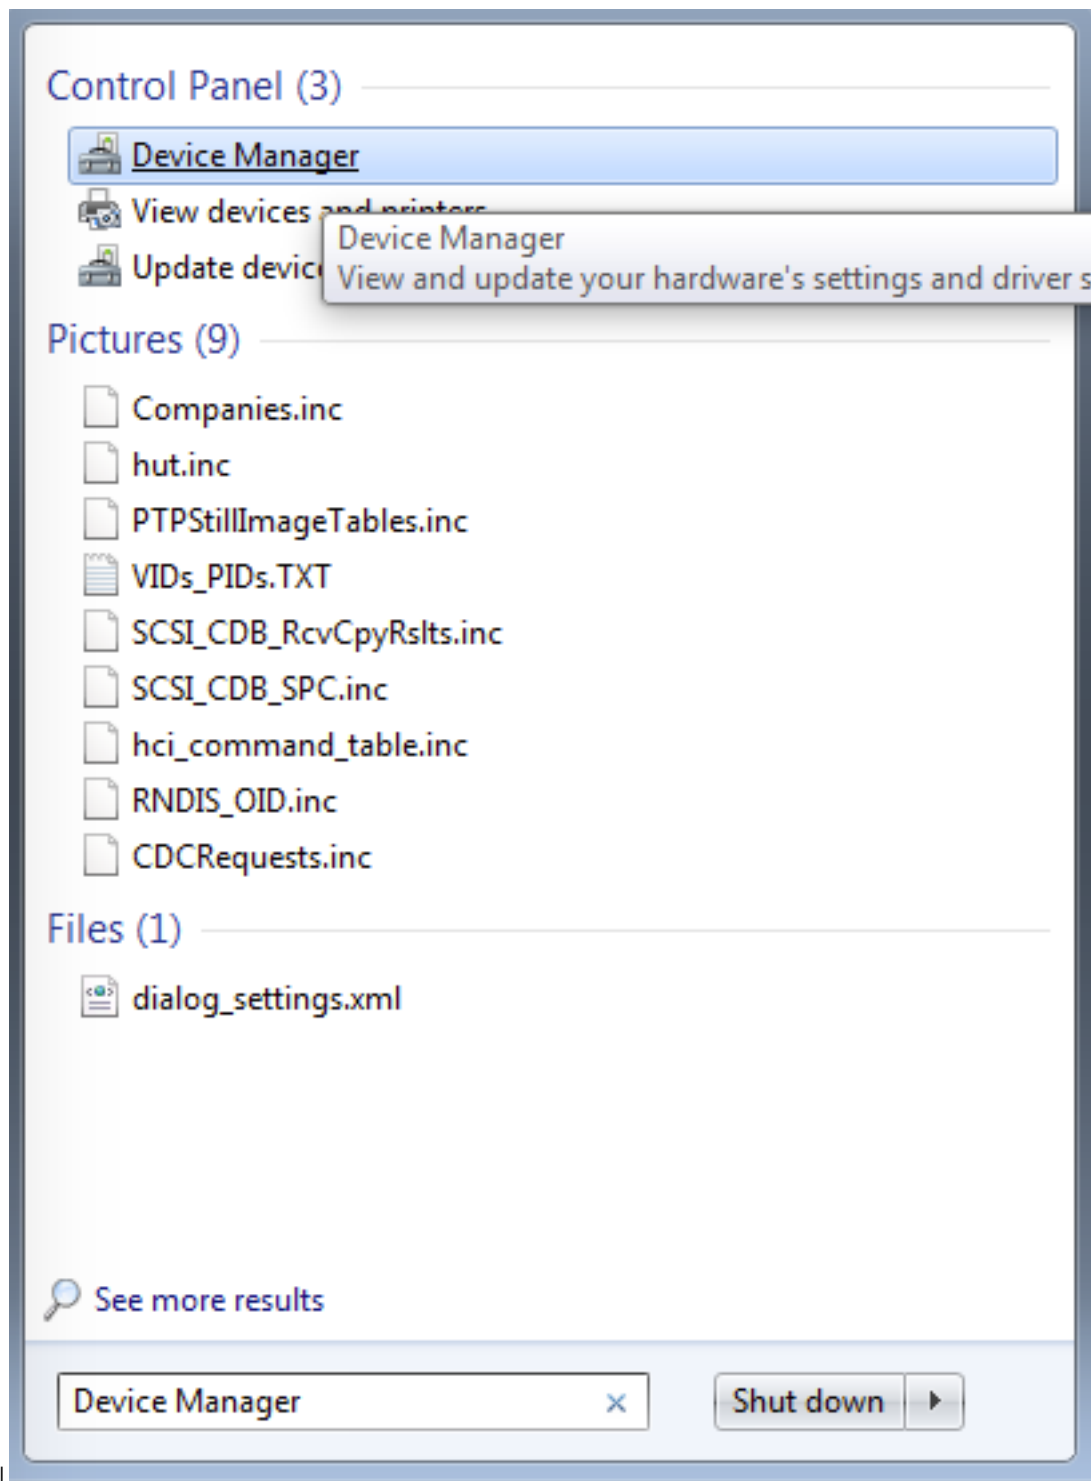 Control Panel (3)
Device Manager
View devices and printers
Device Manager
Update
View and update your hardware's settings and driver
Pictures (9)
Companies.inc
hut.inc
PTPStillImageTables.inc
VIDs_PIDs.TXT
SCSI_CDB_RcvCpyRslts.inc
SCSI_CDB_SPC.inc
hci_command_table.inc
RNDIS_OID.inc
CDCRequests.inc
Files (1)
dialog_settings.xml
See more results
Device Manager
Shut down